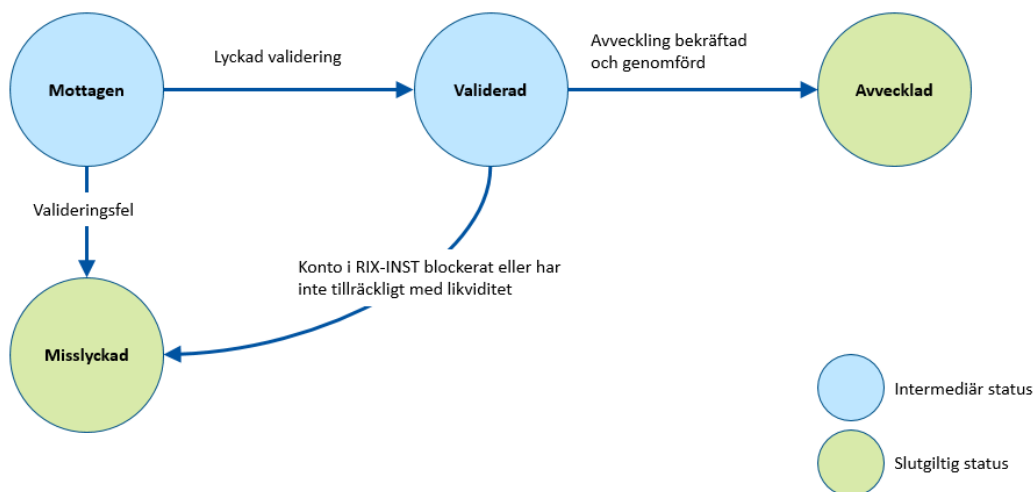 Mottagen
Lyckad validering
Validerad
Avveckling bekräftad
och genomförd
Avvecklad
Valideringsfel
Konto i RIX-INST blockerat eller har
inte tillräckligt med likviditet
Misslyckad
Intermediär status
Slutgiltig status